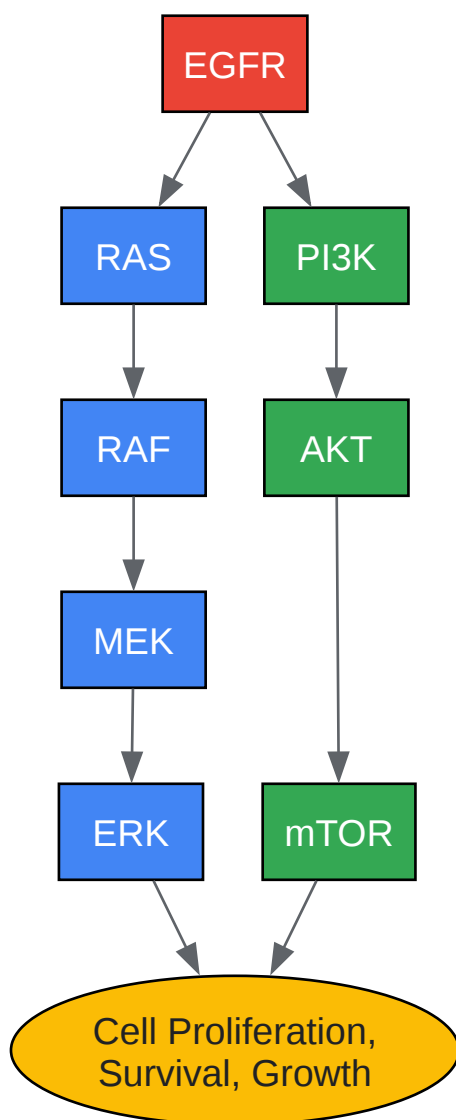 EGFR
RAS
PI3K
RAF
AKT
MEK
ERK
mTOR
Cell Proliferation,
Survival, Growth